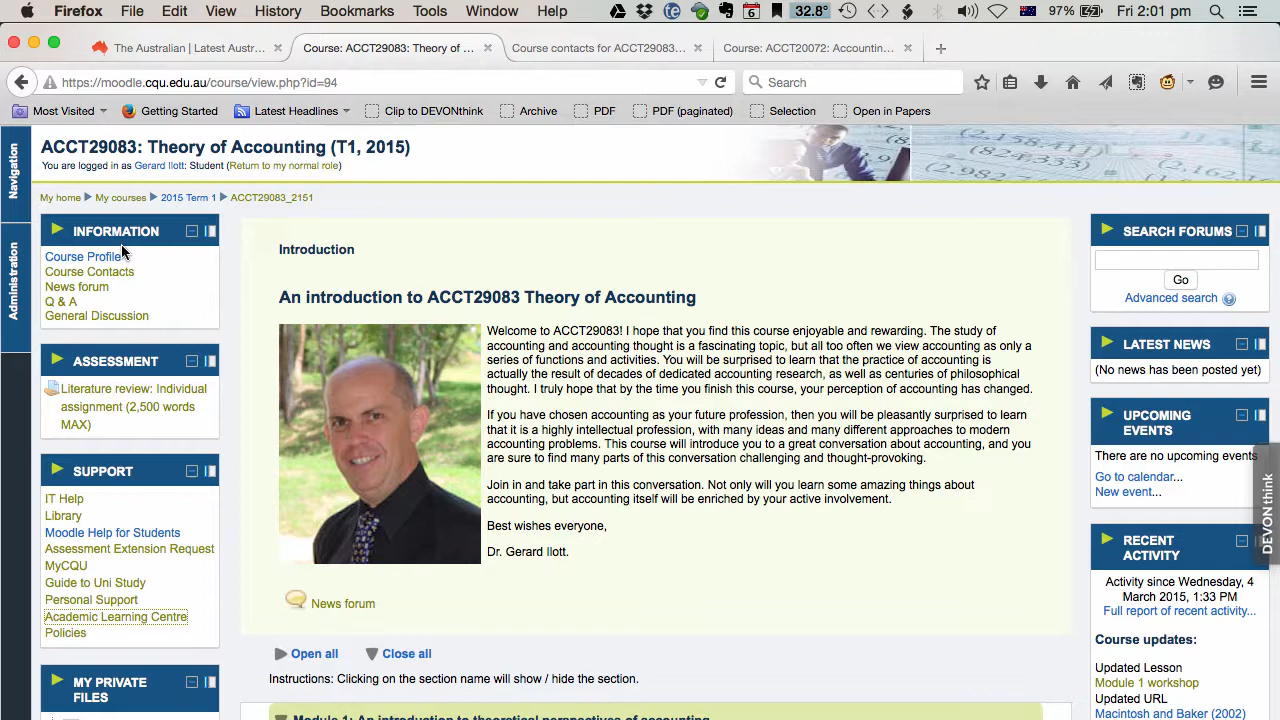 Firefox File Edit View History Bookmarks Tools Window Help 6 32.8° 97% Fri 2:01 pm
The Australian | Latest Austr... Course: ACCT29083: Theory of ... Course contacts for ACCT29083... Course: ACCT20072: Accountin...
https://moodle.cqu.edu.au/course/view.php?id=94 Search
Most Visited Getting Started Latest Headlines Clip to DEVONthink Archive PDF PDF (paginated) Selection Open in Papers
Navigation
Administration
ACCT29083: Theory of Accounting (T1, 2015)
You are logged in as Gerard Ilott: Student (Return to my normal role)
My home My courses 2015 Term 1 ACCT29083_2151
INFORMATION
Course Profile
Course Contacts
News forum
Q & A
General Discussion
ASSESSMENT
Literature review: Individual
assignment (2,500 words
MAX)
SUPPORT
IT Help
Library
Moodle Help for Students
Assessment Extension Request
MyCQU
Guide to Uni Study
Personal Support
Academic Learning Centre
Policies
MY PRIVATE
FILES
Introduction
An introduction to ACCT29083 Theory of Accounting
Welcome to ACCT29083! I hope that you find this course enjoyable and rewarding. The study of
accounting and accounting thought is a fascinating topic, but all too often we view accounting as only a
series of functions and activities. You will be surprised to learn that thepractice of accounting is
actually the result of decades of dedicated accounting research, as well as centuries of philosophical
thought. I truly hope that by the time you finish this course, your perception of accounting has changed.
If you have chosen accounting as your future profession, then you will be pleasantly surprised to learn
that it is a highly intellectual profession, with many ideas and many different approaches to modern
accounting problems. This course will introduce you to a great conversation about accounting, and you
are sure to find many parts of this conversation challenging and thought-provoking.
Join in and take part in this conversation. Not only will you learn some amazing things about
accounting, but accounting itself will be enriched by your active involvement.
Best wishes everyone,
Dr. Gerard Ilott.
News forum
Open all Close all
Instructions: Clicking on the section name will show / hide the section.
Module 1: An introduction to theoretical perspectives of accounting
SEARCH FORUMS
Go
Advanced search
LATEST NEWS
(No news has been posted yet)
UPCOMING
EVENTS
There are no upcoming events
Go to calendar...
New event...
RECENT
ACTIVITY
Activity since Wednesday, 4
March 2015, 1:33 PM
Full report of recent activity...
Course updates:
Updated Lesson
Module 1 workshop
Updated URL
Macintosh and Baker (2002)
DEVONthink